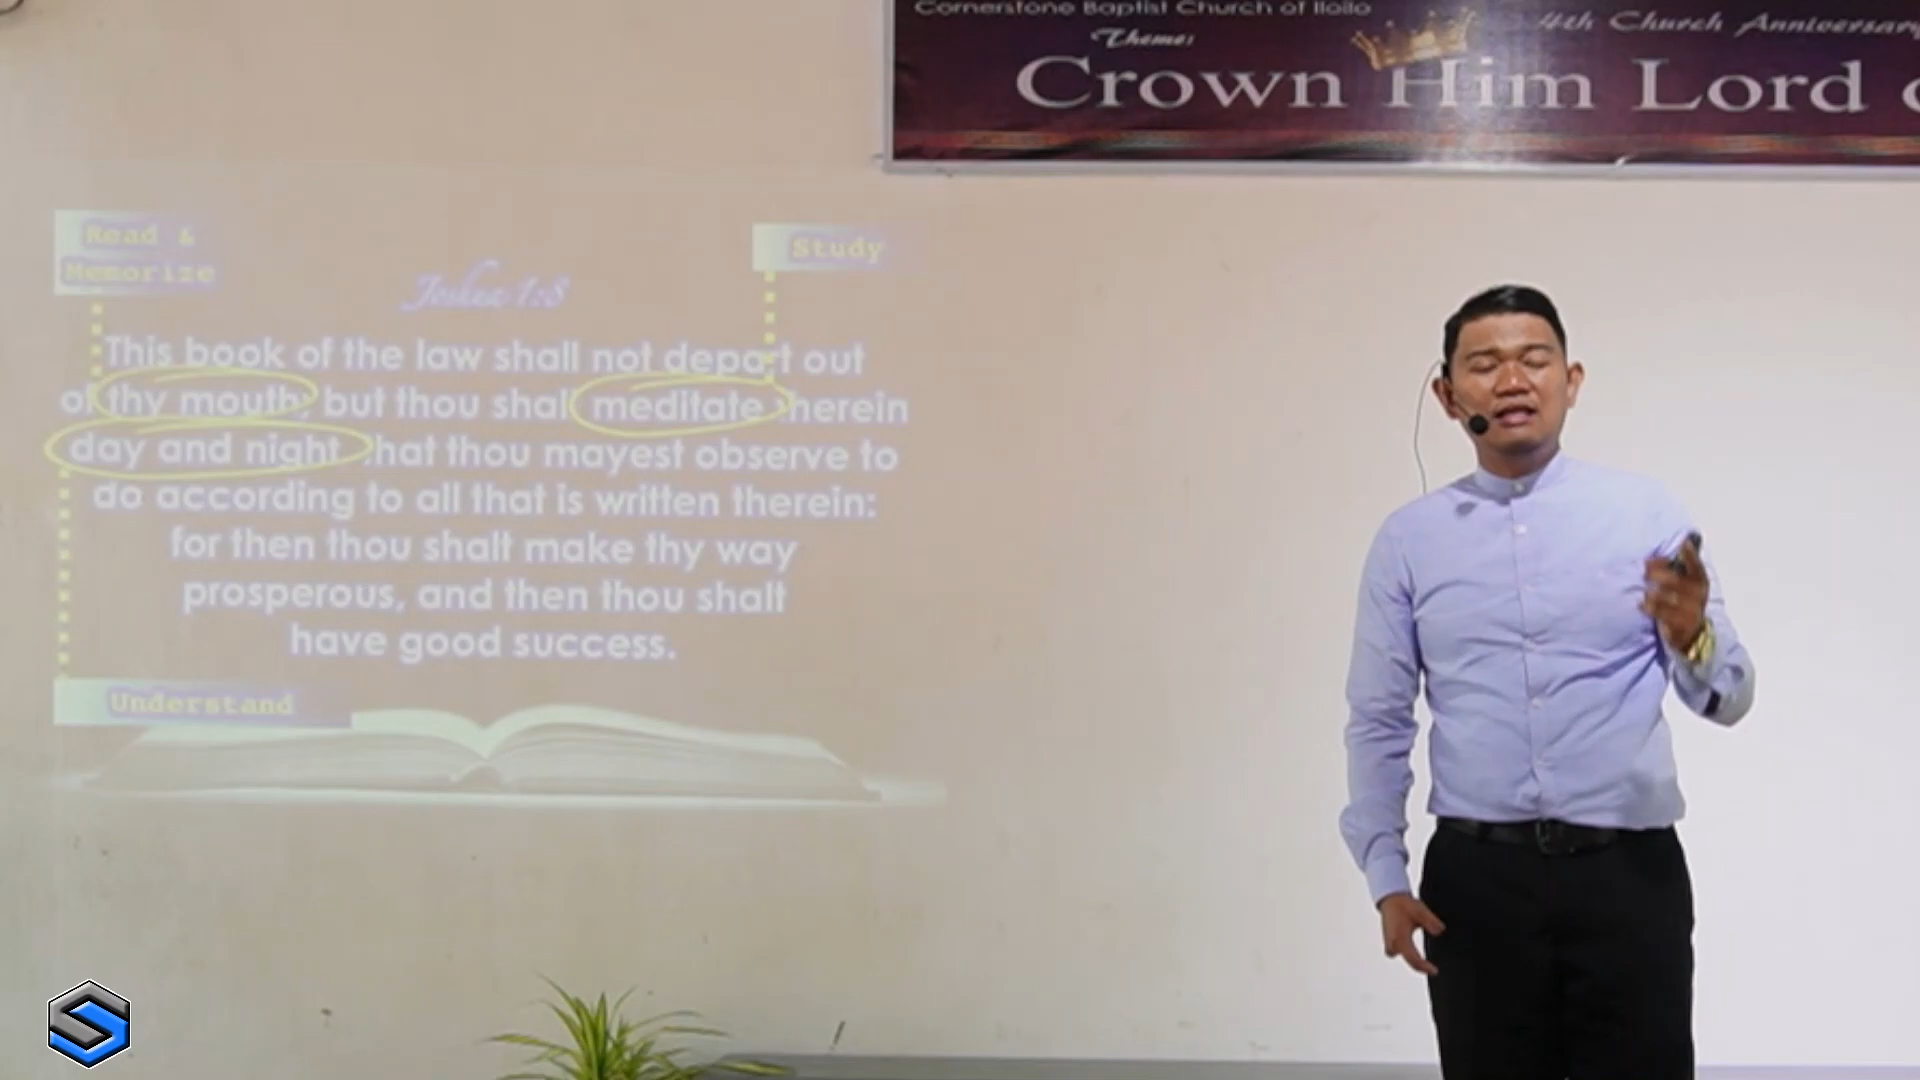 Cornerstone Baptist Church of Iloilo
4th Church Anniversary
Theme:
Crown Him Lord
Read &
Memorize
Study
Joshua 1:8
This book of the law shall not depart out
of thy mouth; but thou shalt meditate therein
day and night that thou mayest observe to
do according to all that is written therein:
for then thou shalt make thy way
prosperous, and then thou shalt
have good success.
Understand